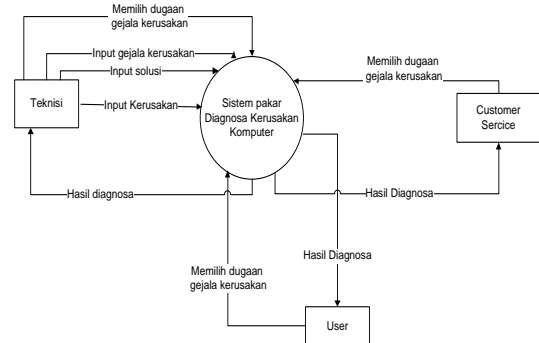 Memilih dugaan
gejala kerusakan
Input gejala kerusakan
Input solusi
Input Kerusakan
Teknisi
Sistem pakar
Diagnosa Kerusakan
Komputer
Memilih dugaan
gejala kerusakan
Customer
Sercice
Hasil diagnosa
Hasil Diagnosa
Hasil Diagnosa
Memilih dugaan
gejala kerusakan
User